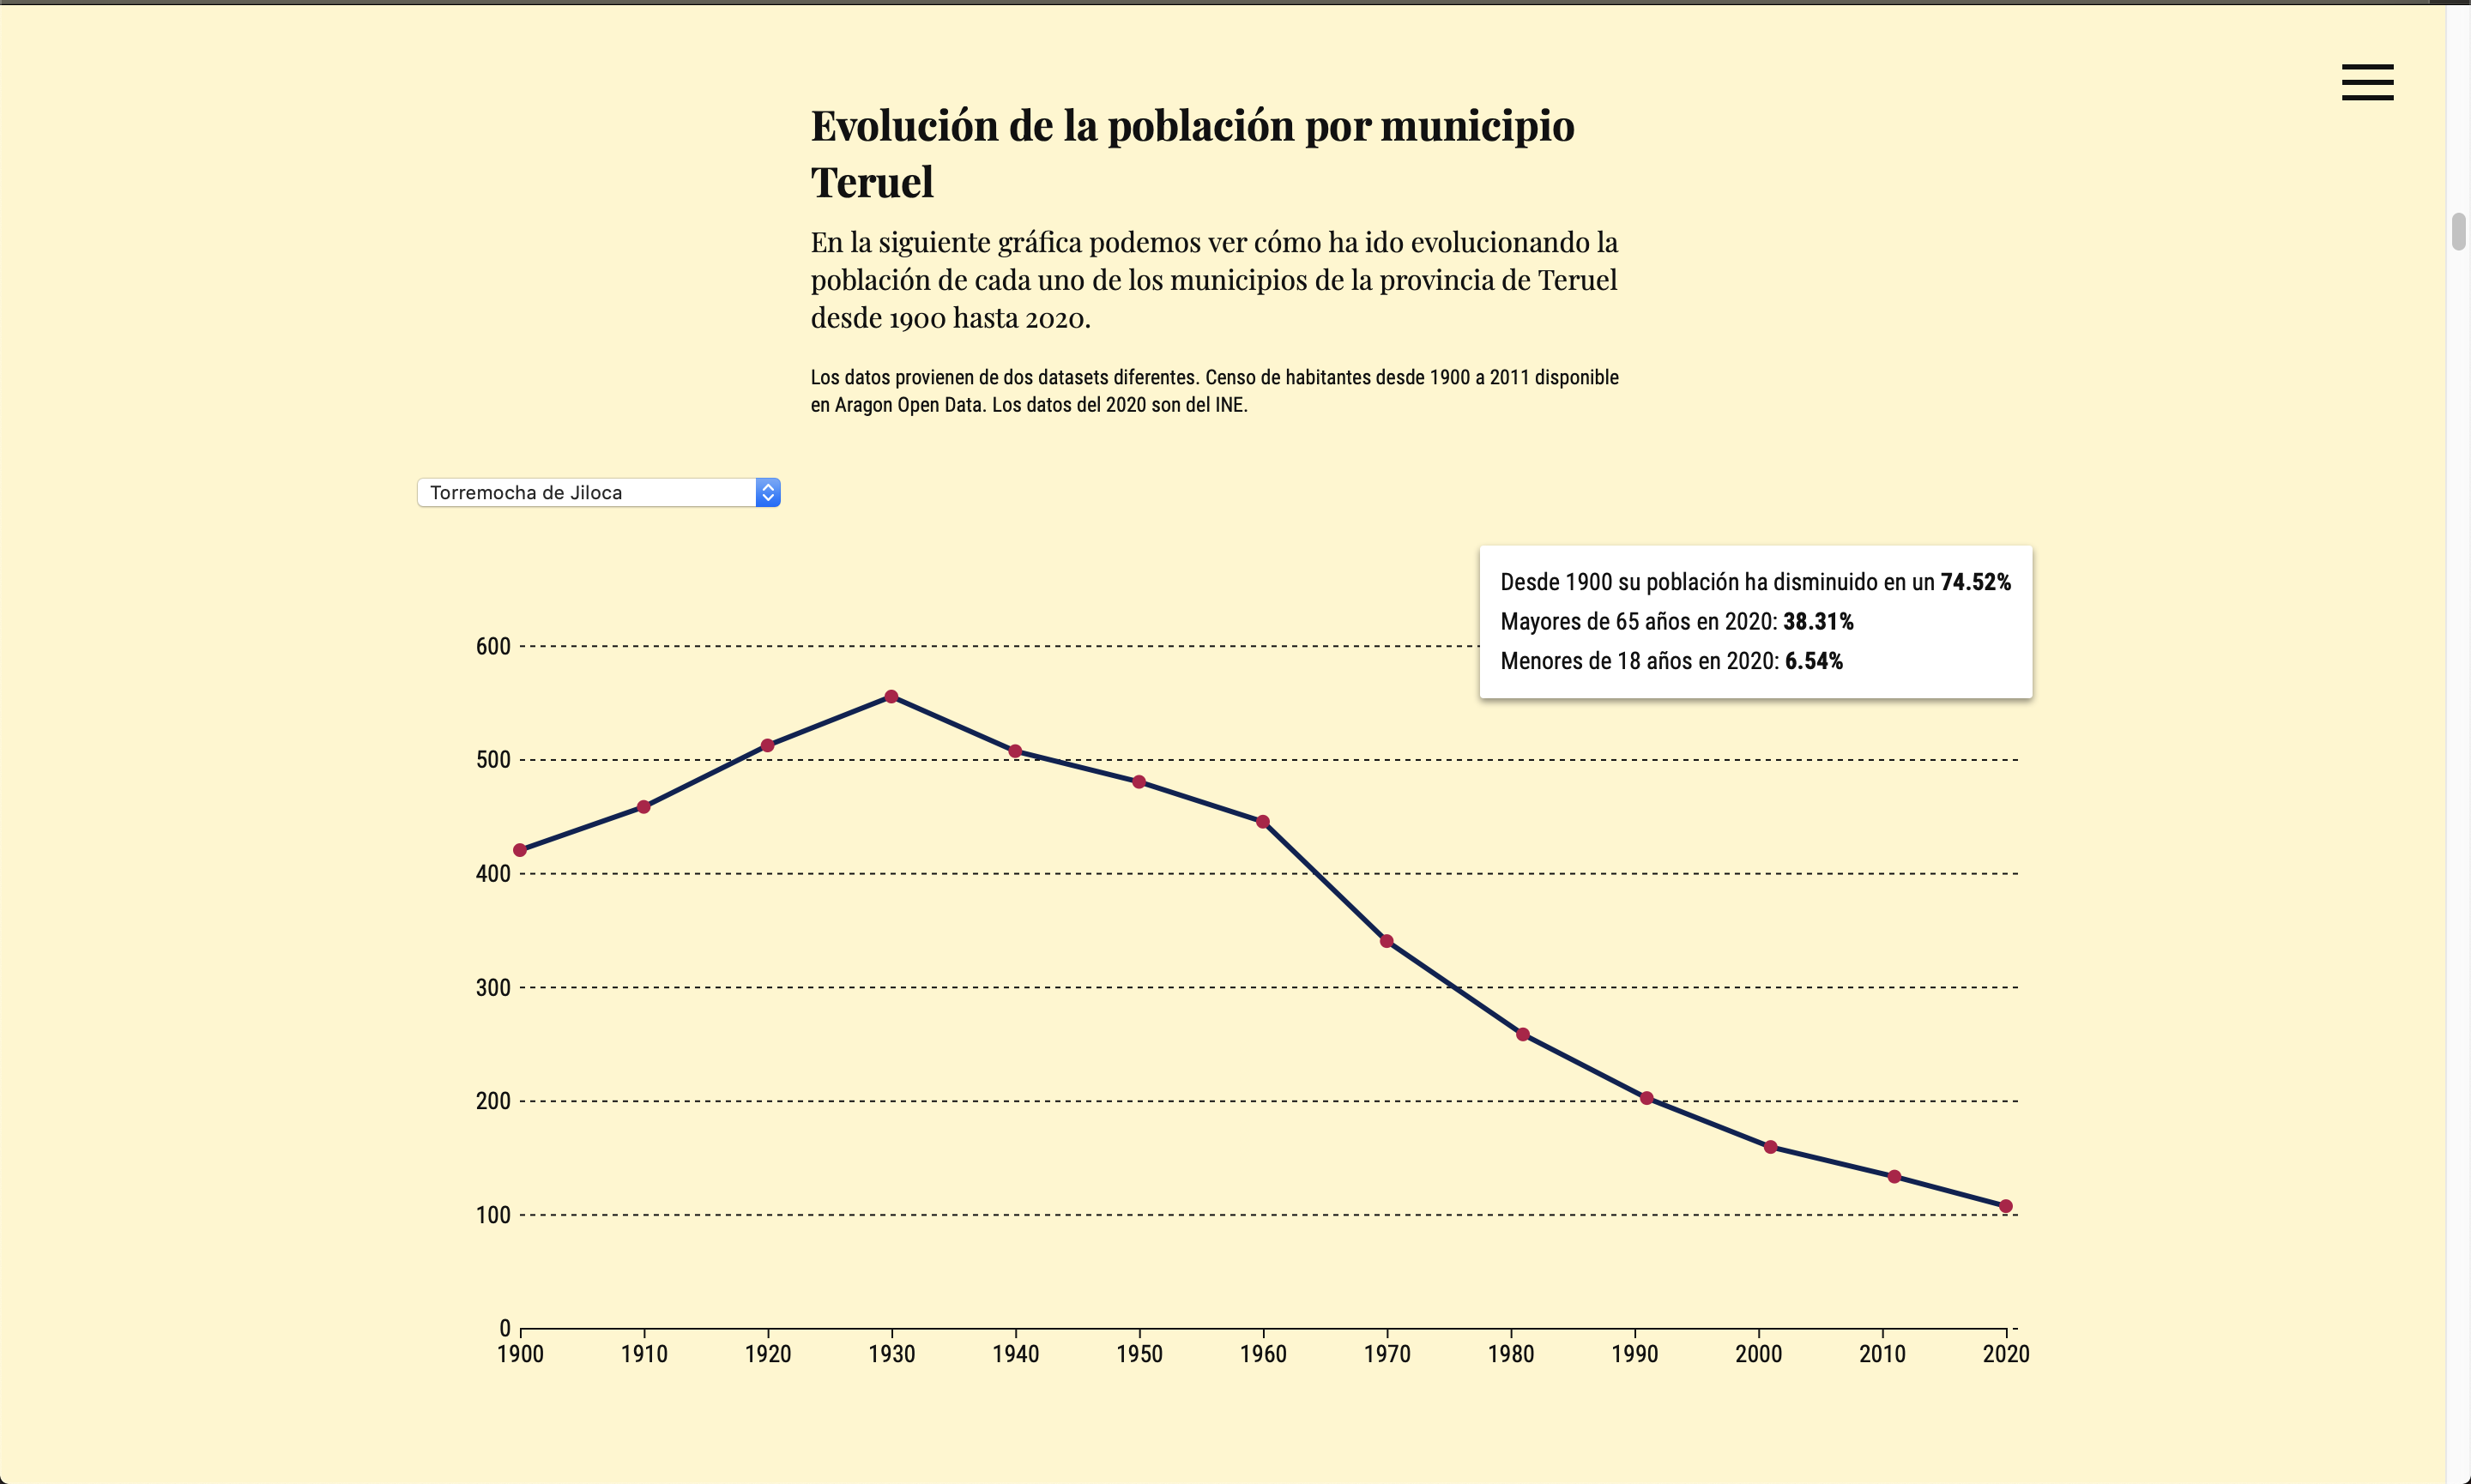 Evolución de la población por municipio
Teruel
En la siguiente gráfica podemos ver cómo ha ido evolucionando la
población de cada uno de los municipios de la provincia de Teruel
desde 1900 hasta 2020.
Los datos provienen de dos datasets diferentes. Censo de habitantes desde 1900 a 2011 disponible
en Aragon Open Data. Los datos del 2020 son del INE.
Torremocha de Jiloca
Desde 1900 su población ha disminuido en un 74.52%
Mayores de 65 años en 2020: 38.31%
Menores de 18 años en 2020: 6.54%
600
500
400
300
200
100
0
1900 1910 1920 1930 1940 1950 1960 1970 1980 1990 2000 2010 2020